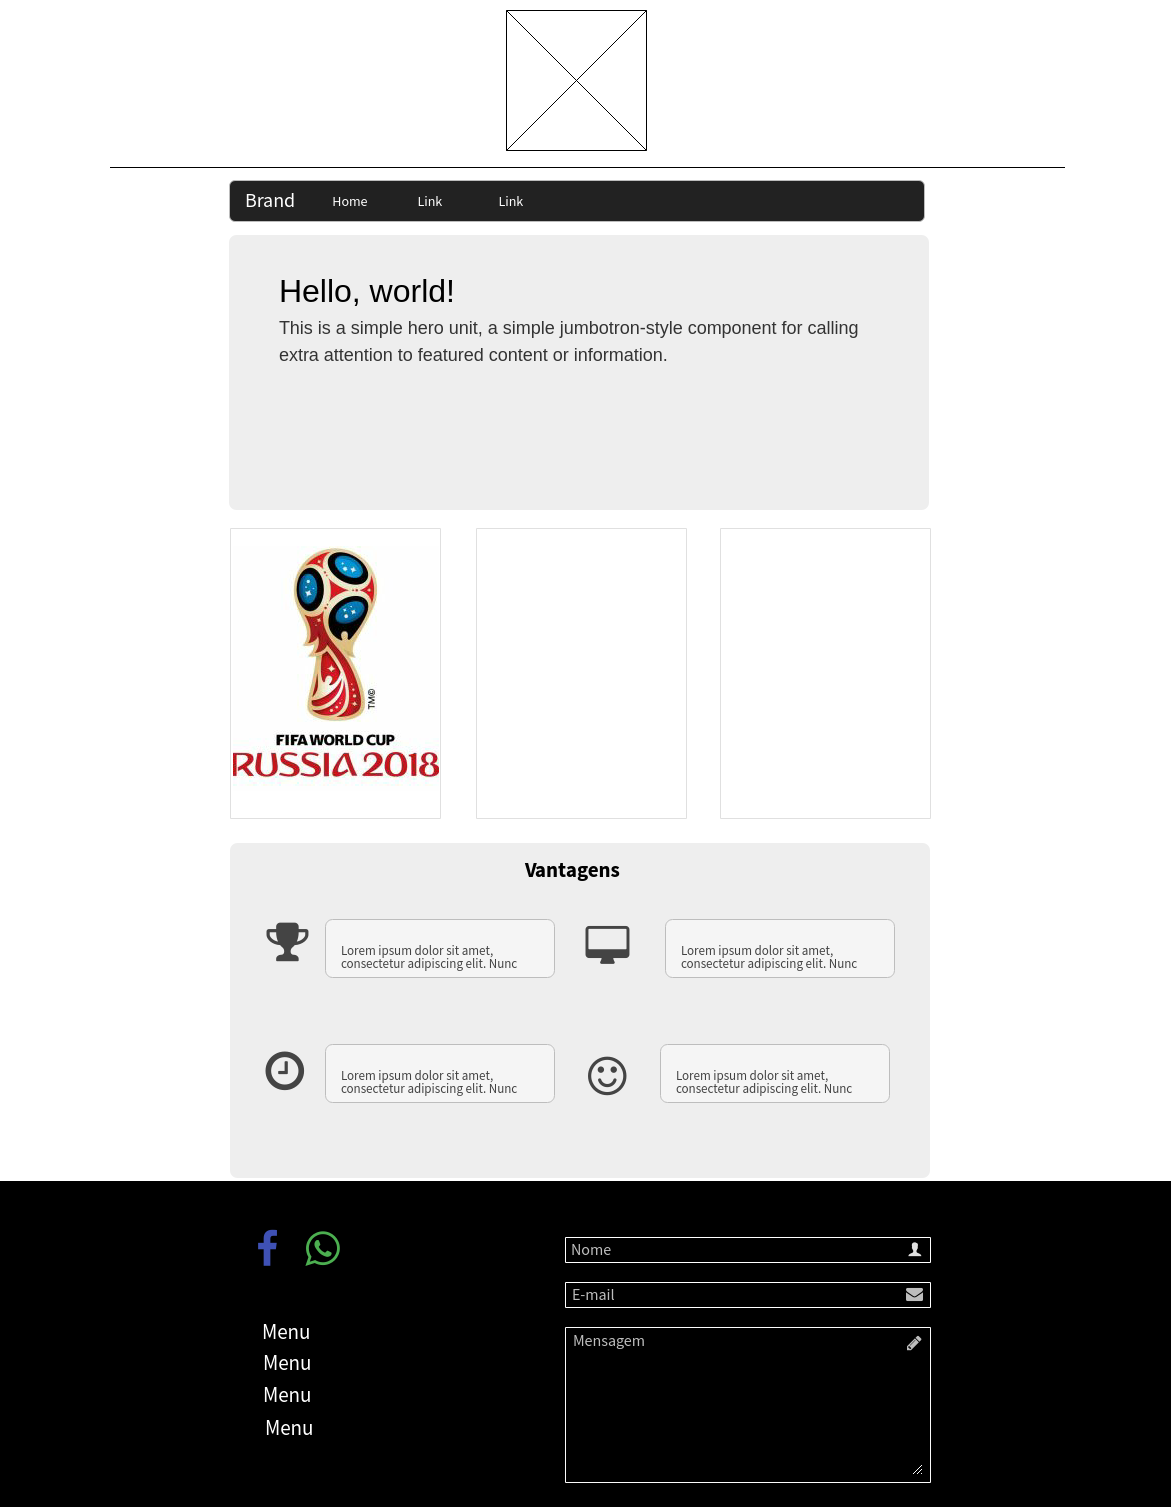 Brand Home Link Link
Hello, world!
This is a simple hero unit, a simple jumbotron-style component for calling
extra attention to featured content or information.
TM©
FIFA WORLD CUP
RUSSIA 2018
Vantagens
Lorem ipsum dolor sit amet,
consectetur adipiscing elit. Nunc
Lorem ipsum dolor sit amet,
consectetur adipiscing elit. Nunc
Lorem ipsum dolor sit amet,
consectetur adipiscing elit. Nunc
Lorem ipsum dolor sit amet,
consectetur adipiscing elit. Nunc
Menu
Menu
Menu
Menu
Nome
E-mail
Mensagem